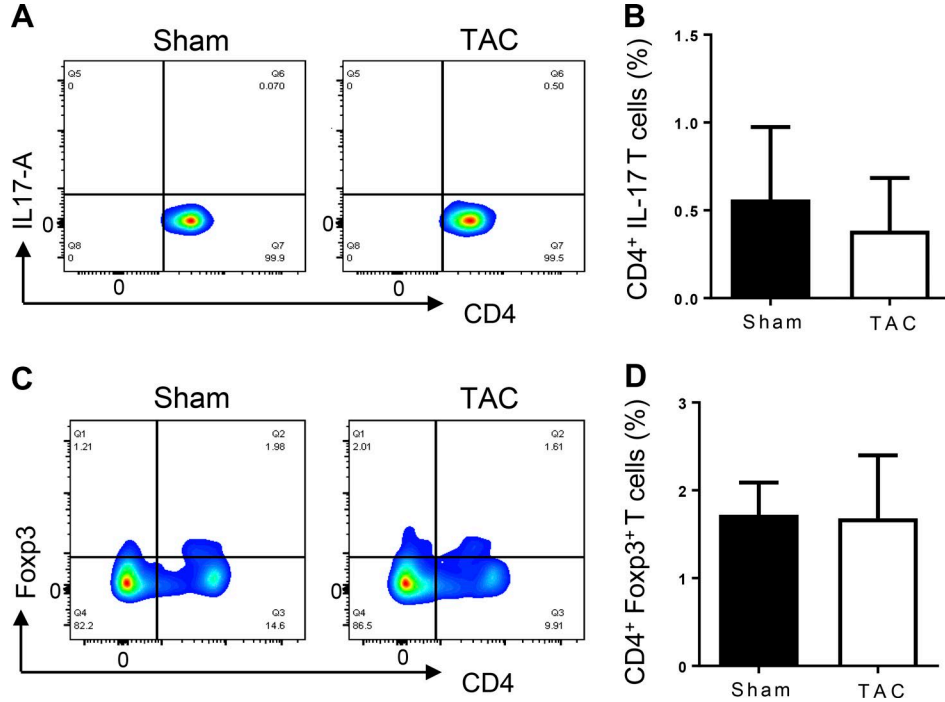 A
Sham
TAC
Q5
0
Q6
0.070
Q8
0
Q7
99.9
Q5
0
Q6
0.50
Q8
0
Q7
99.5
IL17-A
0
0
0
CD4
B
CD4+ IL-17 T cells (%)
1.5
1.0
0.5
0.0
Sham
TAC
C
Sham
TAC
Q1
1.21
Q2
1.98
Q4
82.2
Q3
14.6
Q1
2.01
Q2
1.61
Q4
86.5
Q3
9.91
Foxp3
0
0
0
0
CD4
D
CD4+ Foxp3+ T cells (%)
3
2
1
0
Sham
TAC